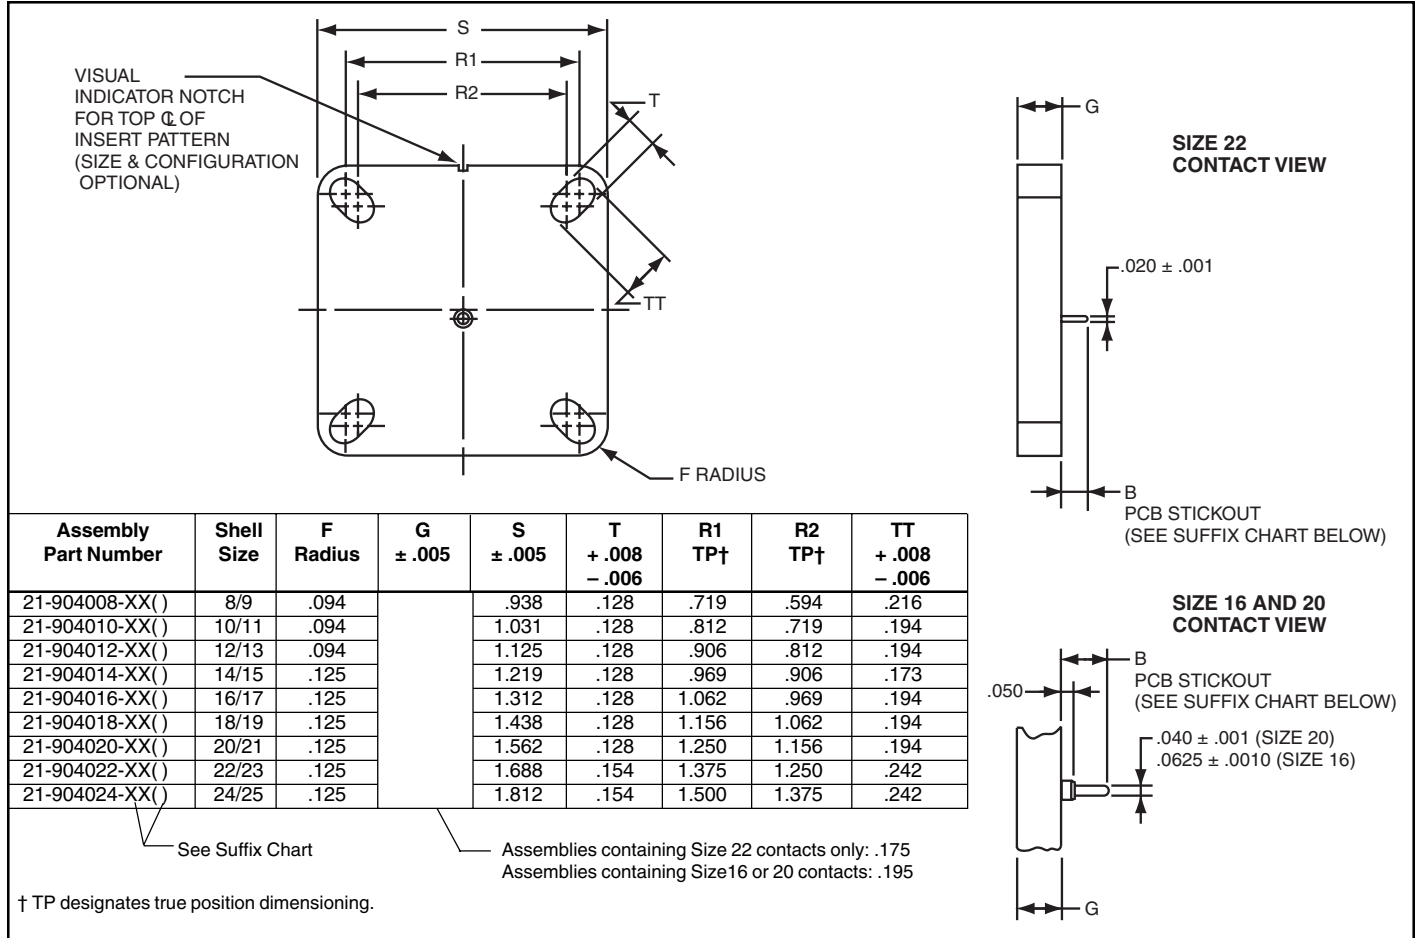 S
R1
R2
T
TT
VISUAL
INDICATOR NOTCH
FOR TOP ℄ OF
INSERT PATTERN
(SIZE & CONFIGURATION
OPTIONAL)
F RADIUS
G
SIZE 22
CONTACT VIEW
.020 ± .001
B
PCB STICKOUT
(SEE SUFFIX CHART BELOW)
SIZE 16 AND 20
CONTACT VIEW
B
PCB STICKOUT
(SEE SUFFIX CHART BELOW)
.050
.040 ± .001 (SIZE 20)
.0625 ± .0010 (SIZE 16)
G
Assembly Part Number Shell Size F Radius G ± .005 S ± .005 T + .008 – .006 R1 TP† R2 TP† TT + .008 – .006
21-904008-XX( ) 8/9 .094 .938 .128 .719 .594 .216
21-904010-XX( ) 10/11 .094 1.031 .128 .812 .719 .194
21-904012-XX( ) 12/13 .094 1.125 .128 .906 .812 .194
21-904014-XX( ) 14/15 .125 1.219 .128 .969 .906 .173
21-904016-XX( ) 16/17 .125 1.312 .128 1.062 .969 .194
21-904018-XX( ) 18/19 .125 1.438 .128 1.156 1.062 .194
21-904020-XX( ) 20/21 .125 1.562 .128 1.250 1.156 .194
21-904022-XX( ) 22/23 .125 1.688 .154 1.375 1.250 .242
21-904024-XX( ) 24/25 .125 1.812 .154 1.500 1.375 .242
See Suffix Chart
Assemblies containing Size 22 contacts only: .175
Assemblies containing Size16 or 20 contacts: .195
† TP designates true position dimensioning.